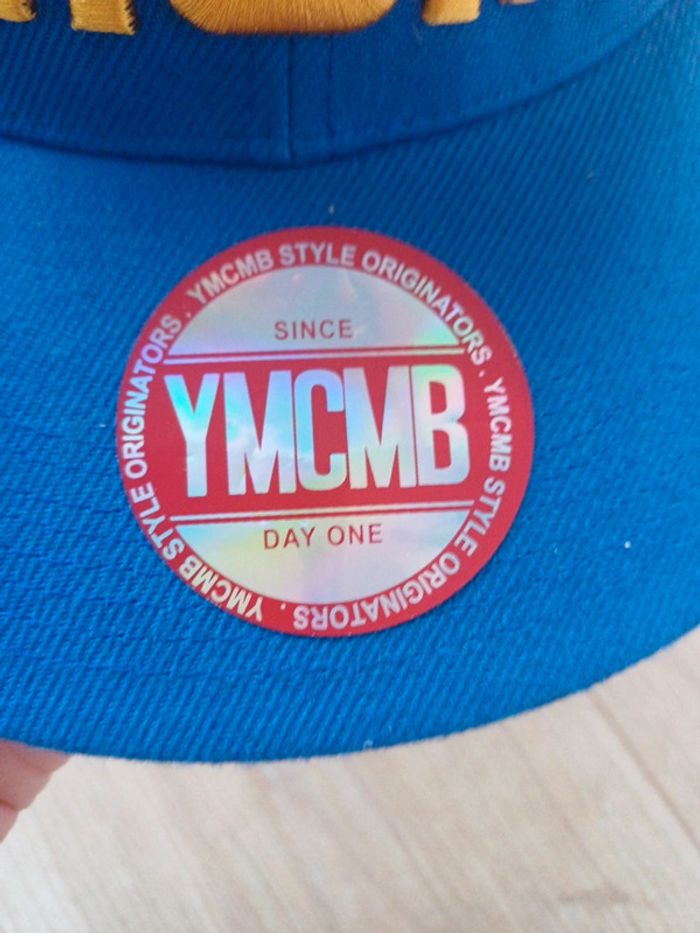 YMCMB STYLE ORIGINATORS . YMCMB STYLE ORIGINATORS . YMCMB STYLE ORIGINATORS .
SINCE
YMCMB
DAY ONE